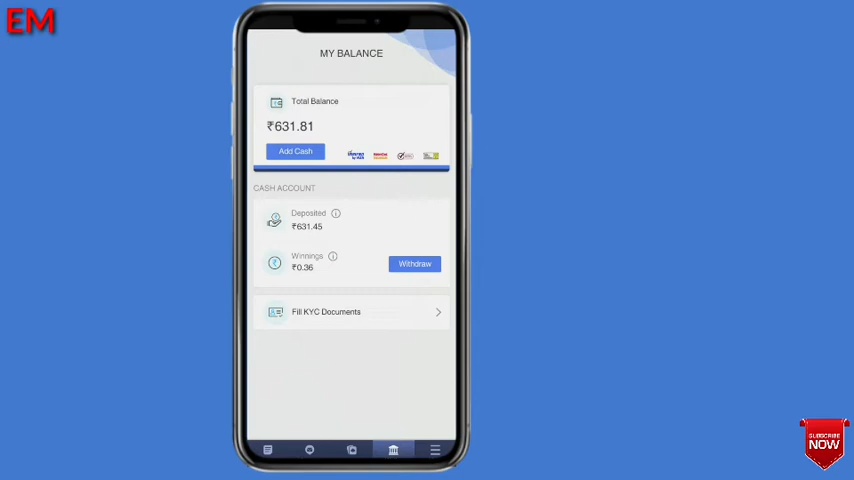 EM
MY BALANCE
Total Balance
₹631.81
Add Cash
CASH ACCOUNT
Deposited
₹631.45
Winnings
₹0.36
Withdraw
Fill KYC Documents
SUBSCRIBE
NOW